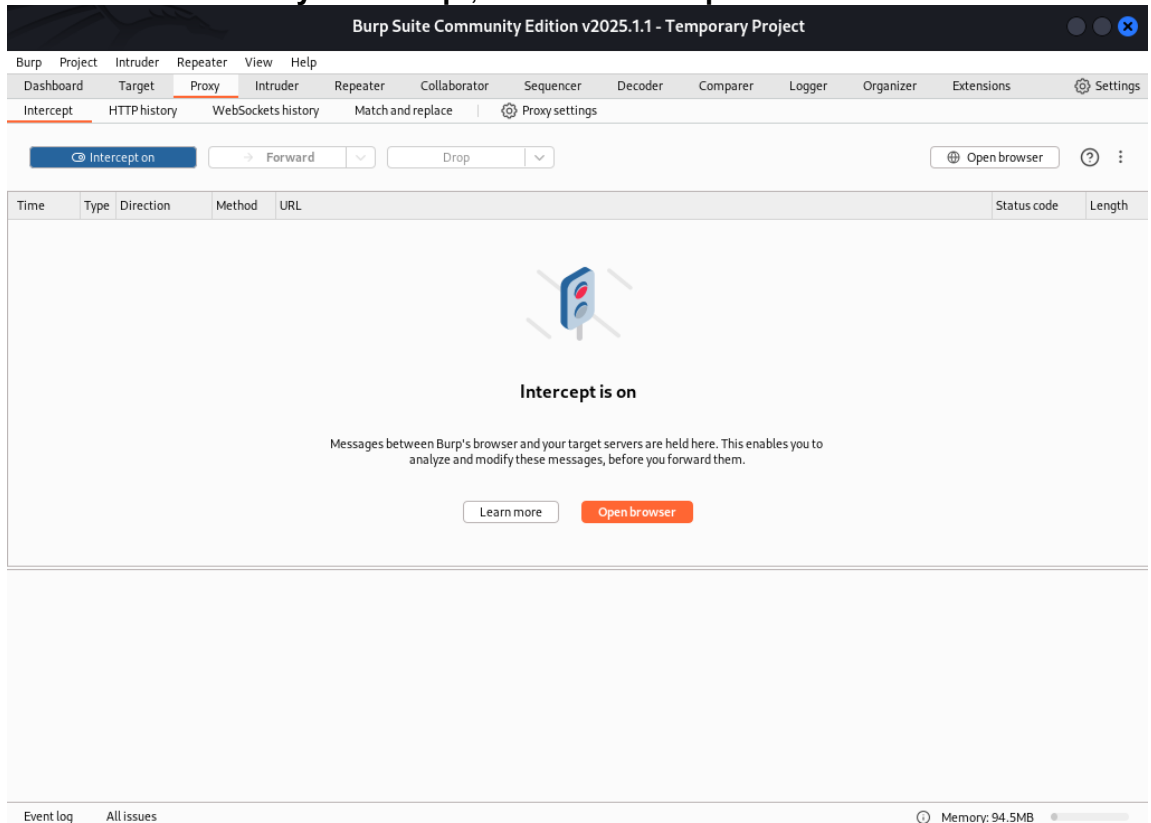 Burp Suite Community Edition v2025.1.1 - Temporary Project
Burp Project Intruder Repeater View Help
Dashboard Target Proxy Intruder Repeater Collaborator Sequencer Decoder Comparer Logger Organizer Extensions Settings
Intercept HTTP history WebSockets history Match and replace Proxy settings
Intercept on Forward Drop Open browser
Time Type Direction Method URL Status code Length
Intercept is on
Messages between Burp's browser and your target servers are held here. This enables you to
analyze and modify these messages, before you forward them.
Learn more Open browser
Event log All issues Memory: 94.5MB